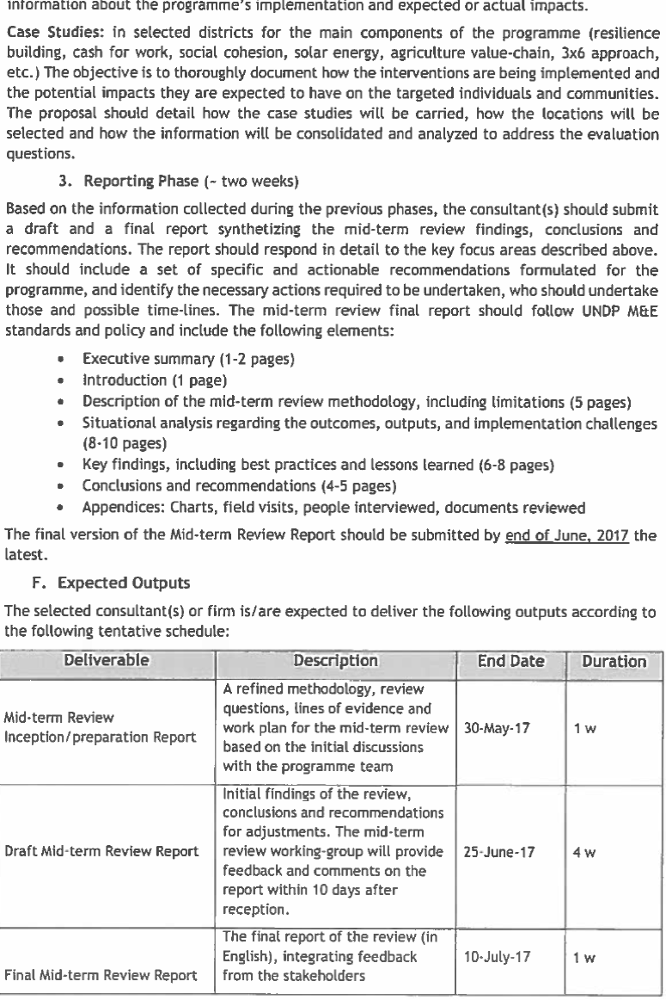 information about the programme's implementation and expected or actual impacts.
Case Studies: in selected districts for the main components of the programme (resilience
building, cash for work, social cohesion, solar energy, agriculture value-chain, 3x6 approach,
etc.) The objective is to thoroughly document how the interventions are being implemented and
the potential impacts they are expected to have on the targeted individuals and communities.
The proposal should detail how the case studies will be carried, how the locations will be
selected and how the information will be consolidated and analyzed to address the evaluation
questions.
3. Reporting Phase (~ two weeks)
Based on the information collected during the previous phases, the consultant(s) should submit
a draft and a final report synthetizing the mid-term review findings, conclusions and
recommendations. The report should respond in detail to the key focus areas described above.
It should include a set of specific and actionable recommendations formulated for the
programme, and identify the necessary actions required to be undertaken, who should undertake
those and possible time-lines. The mid-term review final report should follow UNDP M&E
standards and policy and include the following elements:
• Executive summary (1-2 pages)
• Introduction (1 page)
• Description of the mid-term review methodology, including limitations (5 pages)
• Situational analysis regarding the outcomes, outputs, and implementation challenges
(8-10 pages)
• Key findings, including best practices and lessons learned (6-8 pages)
• Conclusions and recommendations (4-5 pages)
• Appendices: Charts, field visits, people interviewed, documents reviewed
The final version of the Mid-term Review Report should be submitted by end of June, 2017 the
latest.
F. Expected Outputs
The selected consultant(s) or firm is/are expected to deliver the following outputs according to
the following tentative schedule:
Deliverable Description End Date Duration
Mid-term Review
Inception/preparation Report
A refined methodology, review
questions, lines of evidence and
work plan for the mid-term review
based on the initial discussions
with the programme team
30-May-17
1 w
Draft Mid-term Review Report
Initial findings of the review,
conclusions and recommendations
for adjustments. The mid-term
review working-group will provide
feedback and comments on the
report within 10 days after
reception.
25-June-17
4 w
Final Mid-term Review Report
The final report of the review (in
English), integrating feedback
from the stakeholders
10-July-17
1 w